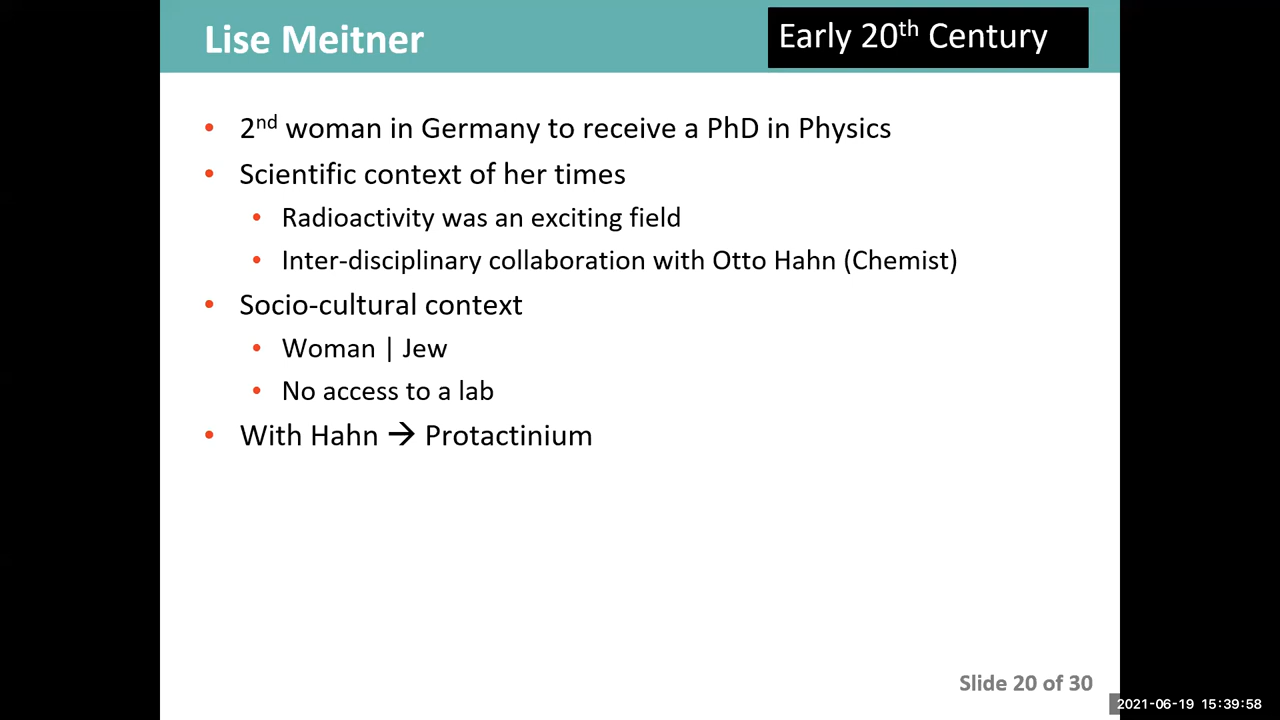 Lise Meitner
Early 20th Century
• 2nd woman in Germany to receive a PhD in Physics
• Scientific context of her times
• Radioactivity was an exciting field
• Inter-disciplinary collaboration with Otto Hahn (Chemist)
• Socio-cultural context
• Woman | Jew
• No access to a lab
• With Hahn → Protactinium
Slide 20 of 30
2021-06-19 15:39:58